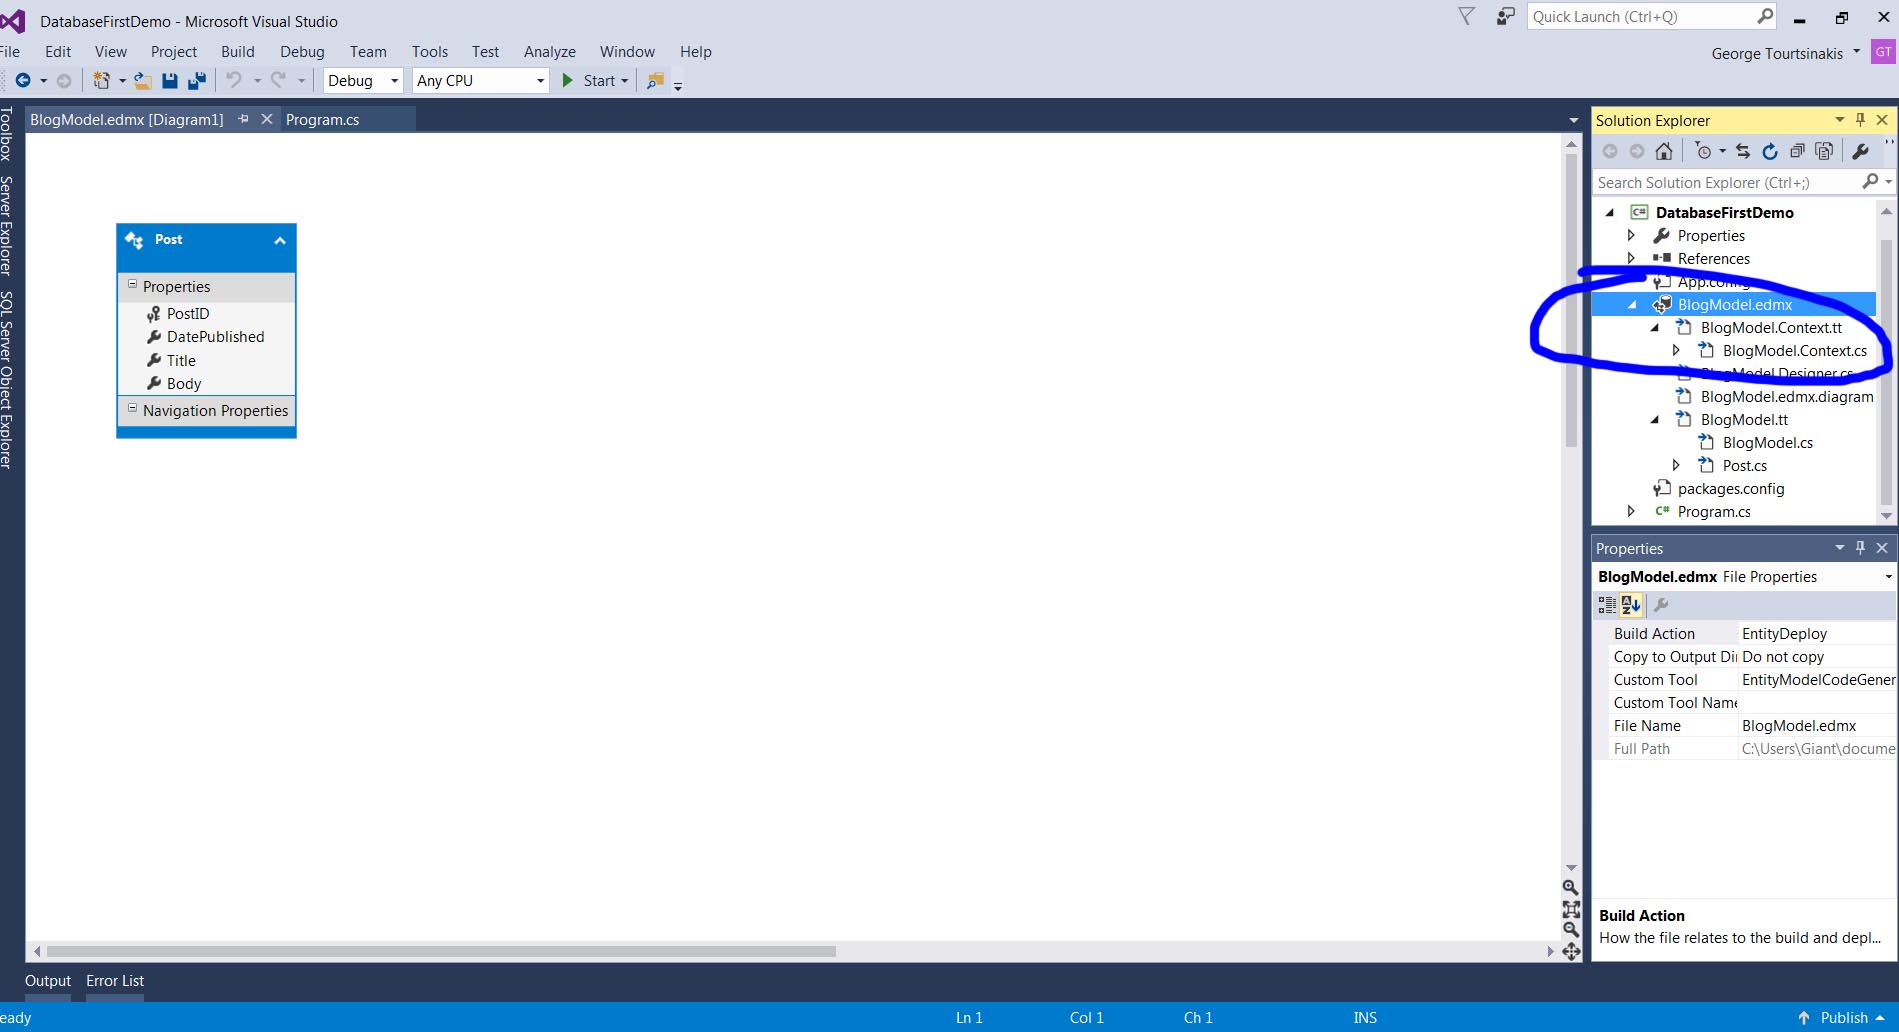 DatabaseFirstDemo - Microsoft Visual Studio
Quick Launch (Ctrl+Q)
File Edit View Project Build Debug Team Tools Test Analyze Window Help
George Tourtsinakis GT
Debug Any CPU Start
Toolbox
Server Explorer
SQL Server Object Explorer
BlogModel.edmx [Diagram1] Program.cs
Post
Properties
PostID
DatePublished
Title
Body
Navigation Properties
Solution Explorer
Search Solution Explorer (Ctrl+;)
C# DatabaseFirstDemo
Properties
References
App.config
BlogModel.edmx
BlogModel.Context.tt
BlogModel.Context.cs
BlogModel.Designer.cs
BlogModel.edmx.diagram
BlogModel.tt
BlogModel.cs
Post.cs
packages.config
C# Program.cs
Properties
BlogModel.edmx File Properties
Build Action EntityDeploy
Copy to Output Di Do not copy
Custom Tool EntityModelCodeGener
Custom Tool Name
File Name BlogModel.edmx
Full Path C:\Users\Giant\docume
Build Action
How the file relates to the build and depl...
Output Error List
eady Ln 1 Col 1 Ch 1 INS Publish